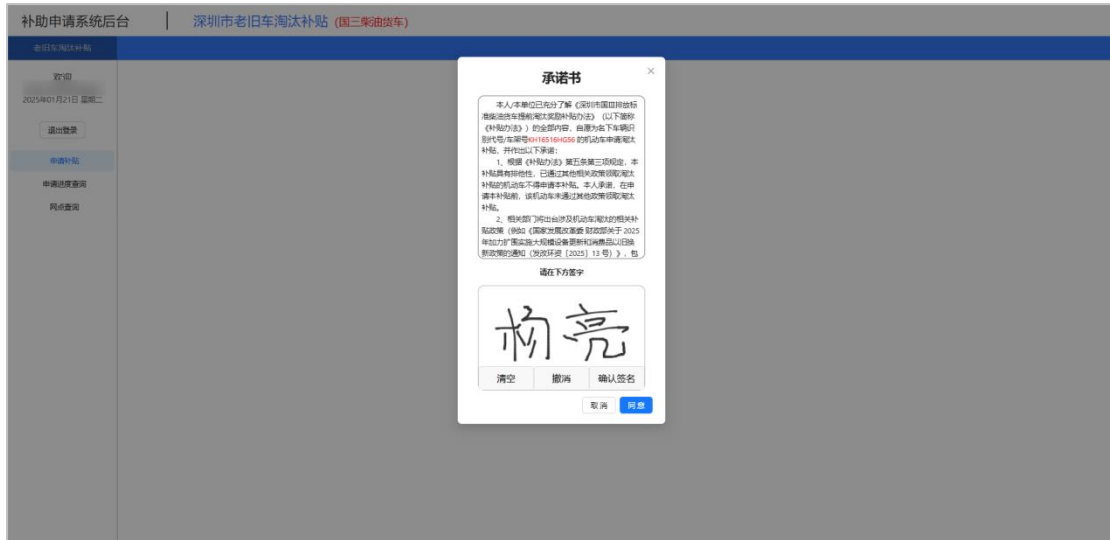 补助申请系统后台 深圳市老旧车淘汰补贴 (国三柴油货车)
老旧车淘汰补贴
欢迎
2025年01月21日 星期二
退出登录
申请补贴
申请进度查询
网点查询
承诺书
本人/本单位已充分了解《深圳市国Ⅲ排放标
准柴油货车提前淘汰奖励补贴办法》（以下简称
《补贴办法》）的全部内容，自愿为名下车辆识
别代号/车架号KH16S16HG56 的机动车申请淘汰
补贴，并作出以下承诺：
1、根据《补贴办法》第五条第三项规定，本
补贴具有排他性，已通过其他相关政策领取淘汰
补贴的机动车不得申请本补贴。本人承诺，在申
请本补贴前，该机动车未通过其他政策领取淘汰
补贴。
2、相关部门将出台涉及机动车淘汰的相关补
贴政策（例如《国家发展改革委 财政部关于 2025
年加力扩围实施大规模设备更新和消费品以旧换
新政策的通知（发改环资〔2025〕13 号）》，包
请在下方签字
杨亮
清空 撤消 确认签名
取消 同意